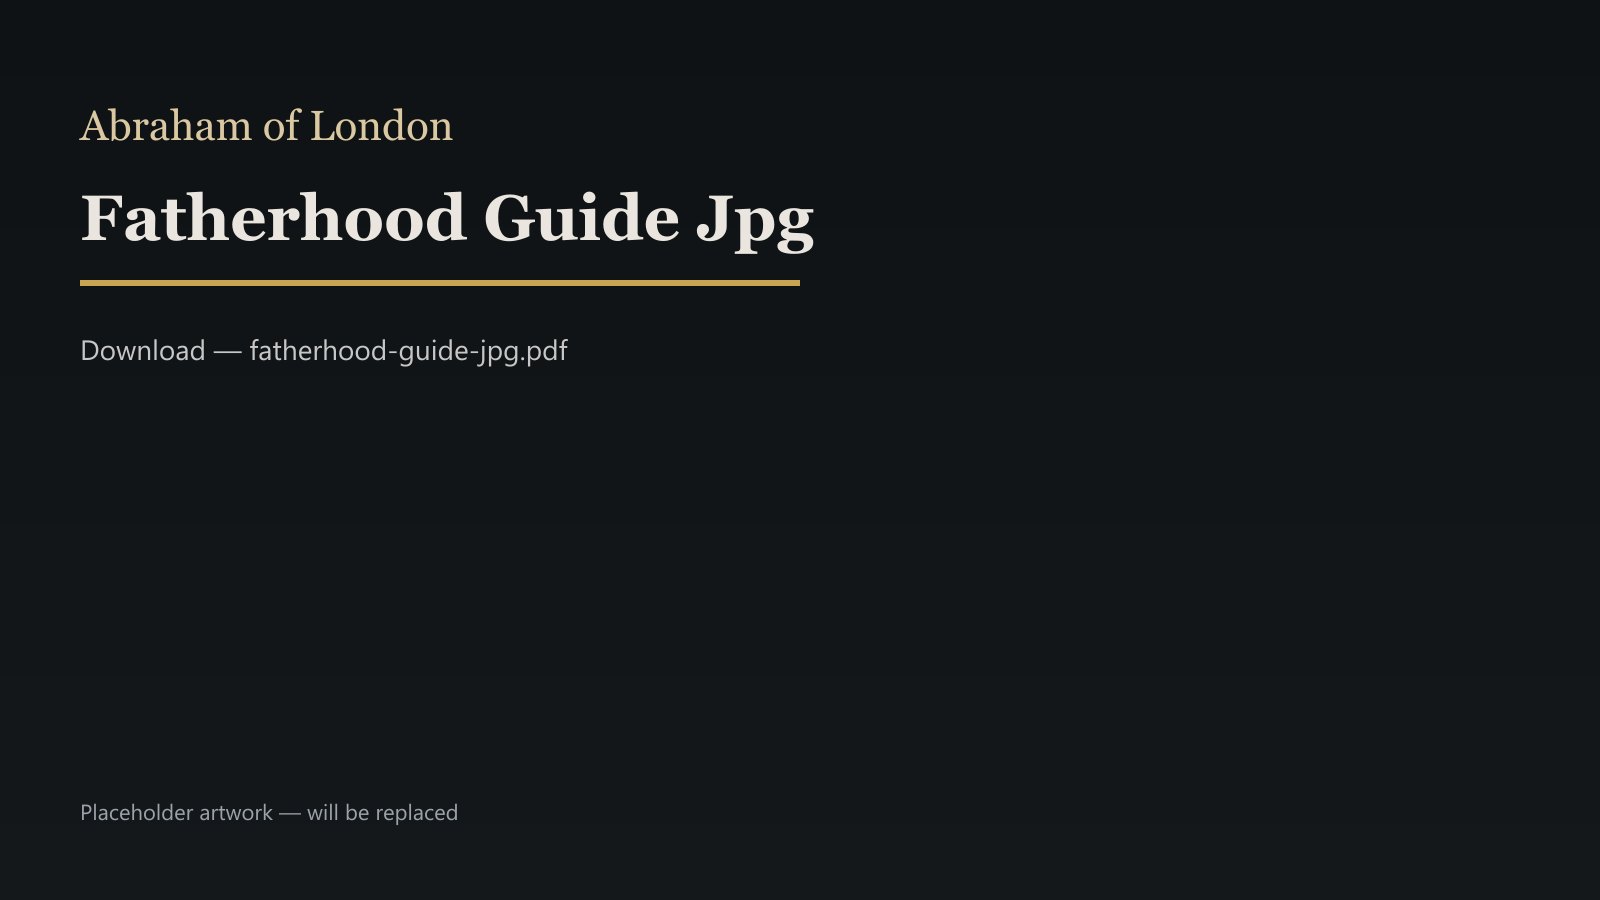 Abraham of London
Fatherhood Guide Jpg
Download — fatherhood-guide-jpg.pdf
Placeholder artwork — will be replaced